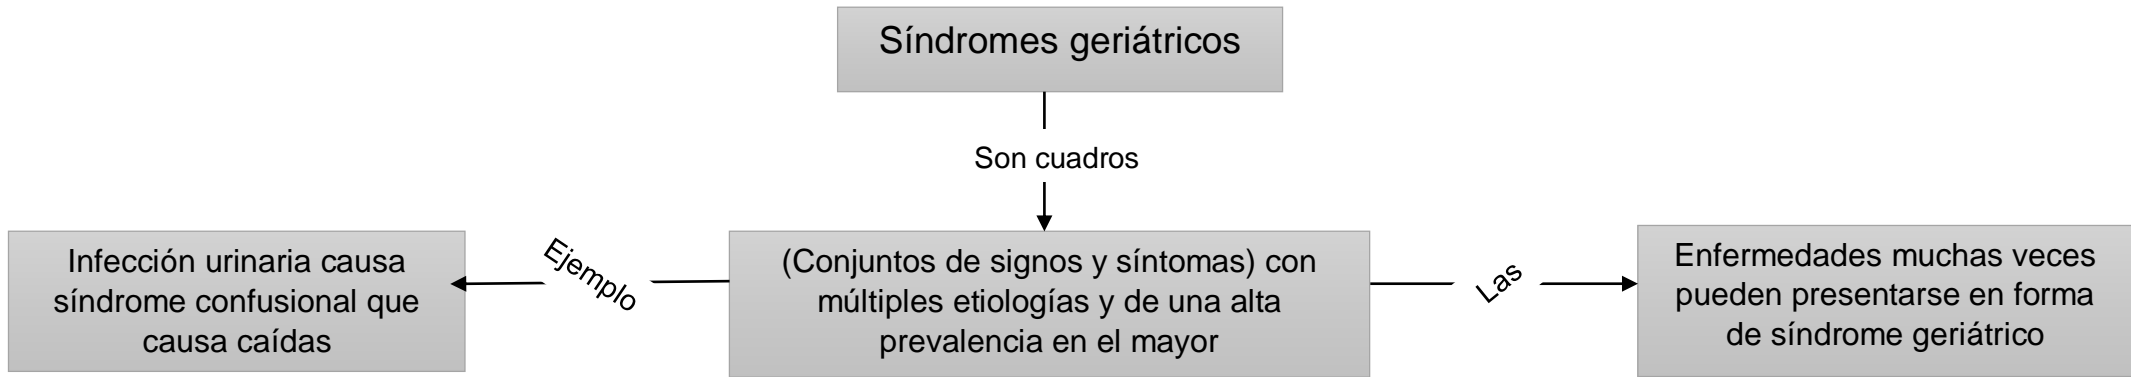 Síndromes geriátricos
Son cuadros
Infección urinaria causa
síndrome confusional que
causa caídas
Ejemplo
(Conjuntos de signos y síntomas) con
múltiples etiologías y de una alta
prevalencia en el mayor
Las
Enfermedades muchas veces
pueden presentarse en forma
de síndrome geriátrico